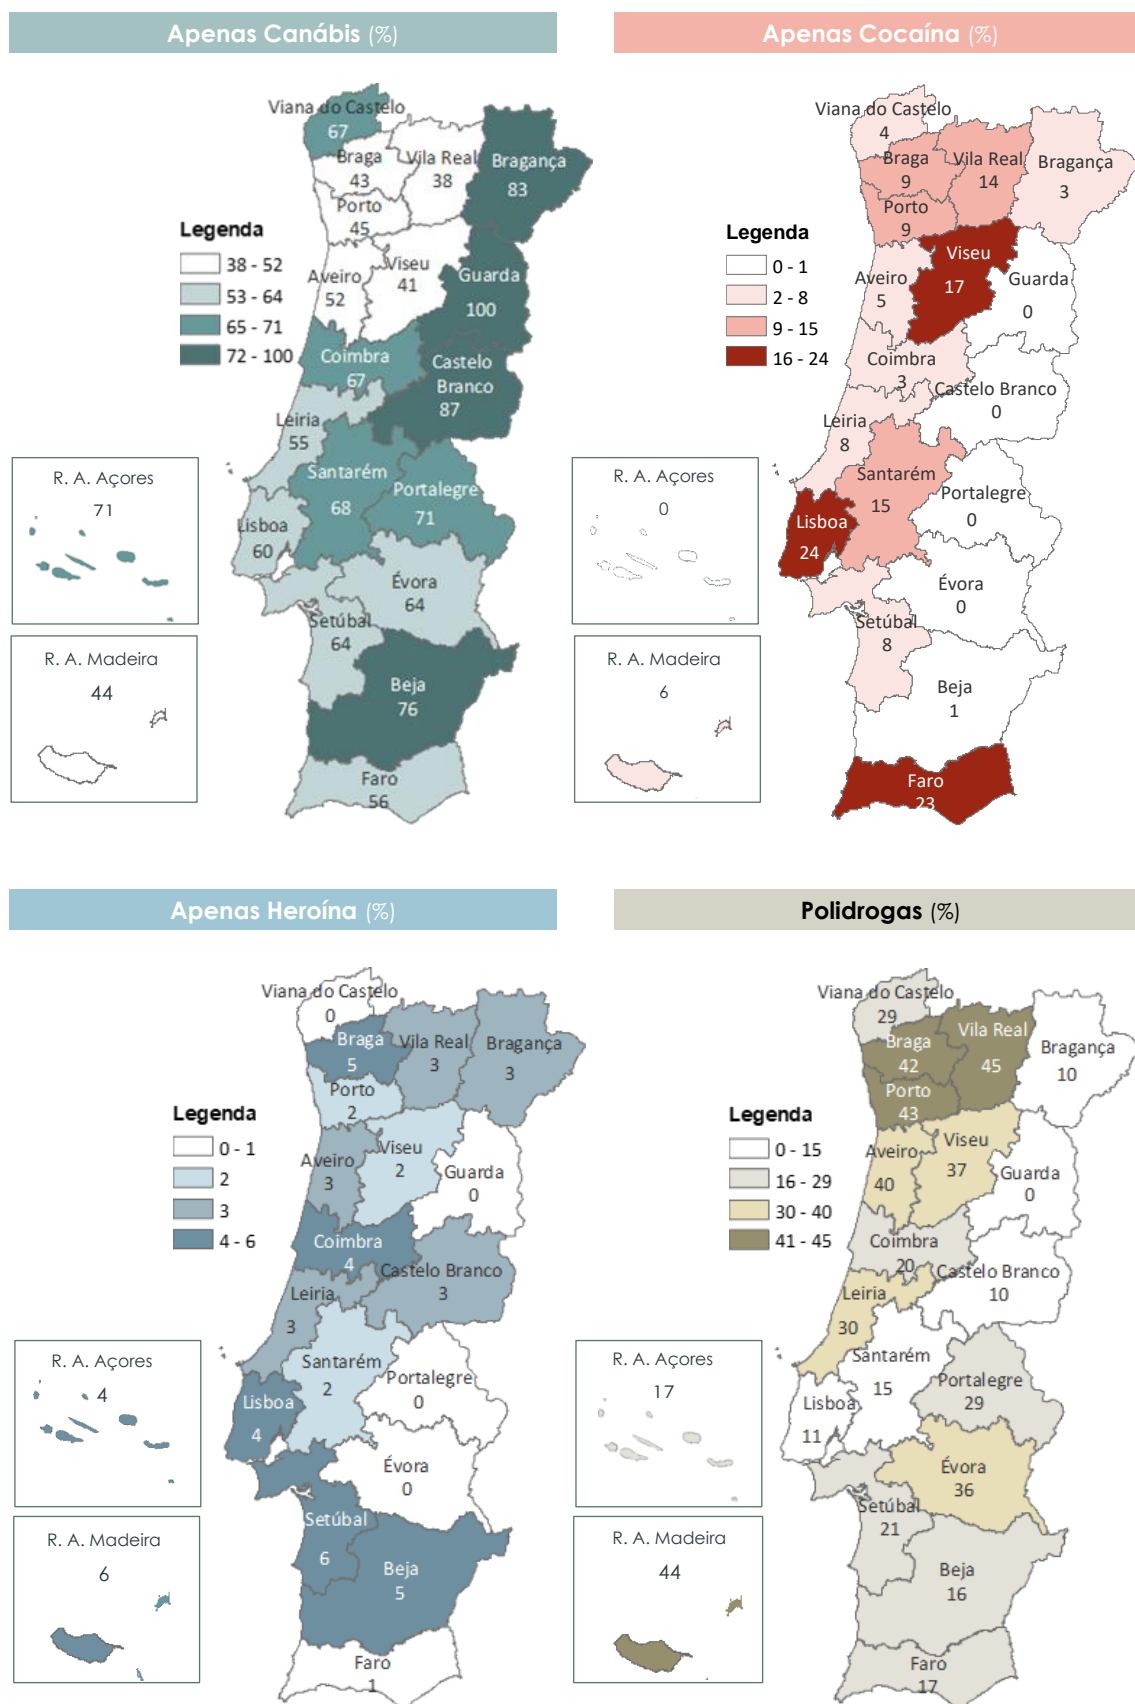 Apenas Canábis (%)
Viana do Castelo
67
Braga
43
Vila Real
38
Bragança
83
Porto
45
Legenda
38 - 52
53 - 64
65 - 71
72 - 100
Aveiro
52
Viseu
41
Guarda
100
Coimbra
67
Castelo
Branco
87
Leiria
55
Santarém
68
Portalegre
71
Lisboa
60
Évora
64
Setúbal
64
Beja
76
Faro
56
R. A. Açores
71
R. A. Madeira
44
Apenas Cocaína (%)
Viana do Castelo
4
Braga
9
Vila Real
14
Bragança
3
Porto
9
Legenda
0 - 1
2 - 8
9 - 15
16 - 24
Viseu
17
Aveiro
5
Guarda
0
Coimbra
3
Castelo Branco
0
Leiria
8
Santarém
15
Portalegre
0
Lisboa
24
Évora
0
Setúbal
8
Beja
1
Faro
23
R. A. Açores
0
R. A. Madeira
6
Apenas Heroína (%)
Viana do Castelo
0
Braga
5
Vila Real
3
Bragança
3
Porto
2
Legenda
0 - 1
2
3
4 - 6
Aveiro
3
Viseu
2
Guarda
0
Coimbra
4
Castelo Branco
3
Leiria
3
Santarém
2
Portalegre
0
Lisboa
4
Évora
0
Setúbal
6
Beja
5
Faro
1
R. A. Açores
4
R. A. Madeira
6
Polidrogas (%)
Viana do Castelo
29
Braga
42
Vila Real
45
Bragança
10
Porto
43
Legenda
0 - 15
16 - 29
30 - 40
41 - 45
Aveiro
40
Viseu
37
Guarda
0
Coimbra
20
Castelo Branco
10
Leiria
30
Santarém
15
Portalegre
29
Lisboa
11
Évora
36
Setúbal
21
Beja
16
Faro
17
R. A. Açores
17
R. A. Madeira
44